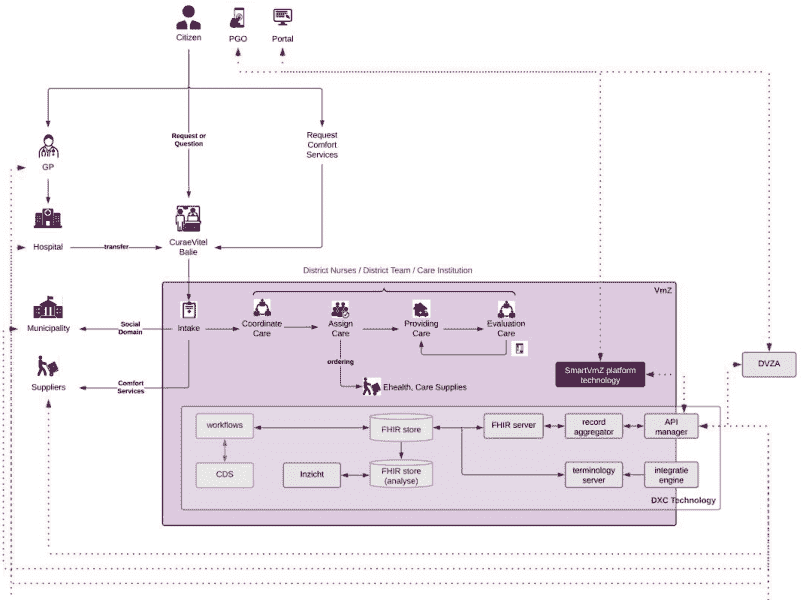 Citizen
PGO
Portal
Request or
Question
Request
Comfort
Services
GP
Hospital
transfer
CuraeVitel
Balie
District Nurses / District Team / Care Institution
VmZ
Municipality
Social
Domain
Intake
Coordinate
Care
Assign
Care
Providing
Care
Evaluation
Care
ordering
Suppliers
Comfort
Services
Ehealth, Care Supplies
SmartVmZ platform
technology
DVZA
workflows
FHIR store
FHIR server
record
aggregator
API
manager
CDS
Inzicht
FHIR store
(analyse)
terminology
server
integratie
engine
DXC Technology